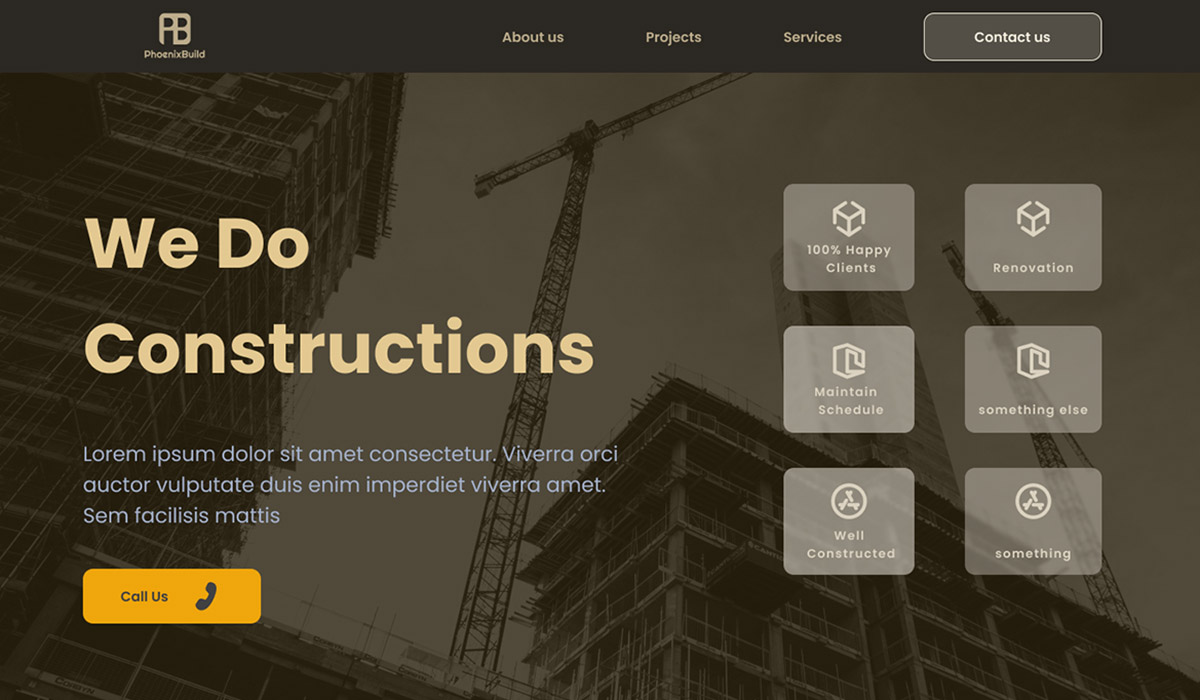 PB
PhoenixBuild
About us
Projects
Services
Contact us
We Do
Constructions
Lorem ipsum dolor sit amet consectetur. Viverra orci
auctor vulputate duis enim imperdiet viverra amet.
Sem facilisis mattis
Call Us
100% Happy
Clients
Renovation
Maintain
Schedule
something else
Well
Constructed
something